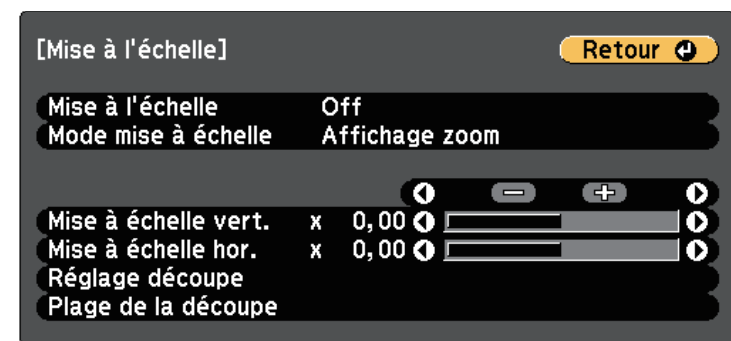 [Mise à l'échelle] Retour
Mise à l'échelle Off
Mode mise à échelle Affichage zoom
Mise à échelle vert. x 0,00
Mise à échelle hor. x 0,00
Réglage découpe
Plage de la découpe